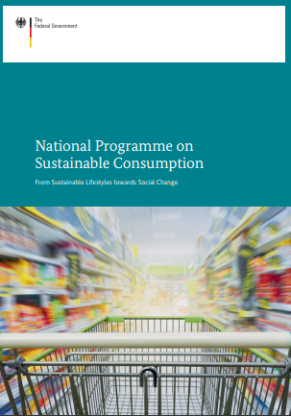 The
Federal Government
National Programme on
Sustainable Consumption
From Sustainable Lifestyles towards Social Change